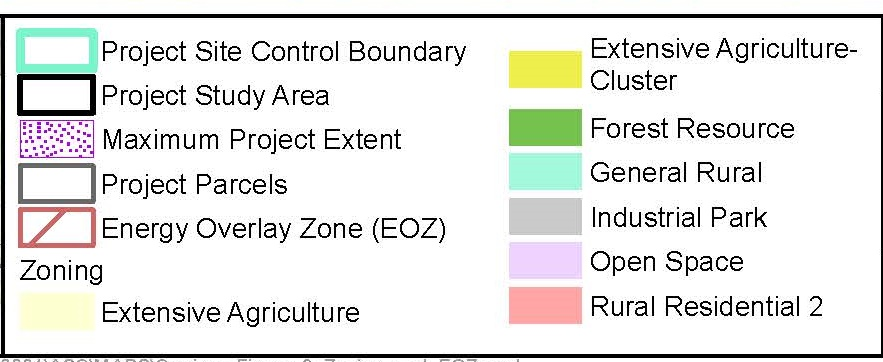 Project Site Control Boundary
Project Study Area
Maximum Project Extent
Project Parcels
Energy Overlay Zone (EOZ)
Zoning
Extensive Agriculture
Extensive Agriculture-
Cluster
Forest Resource
General Rural
Industrial Park
Open Space
Rural Residential 2